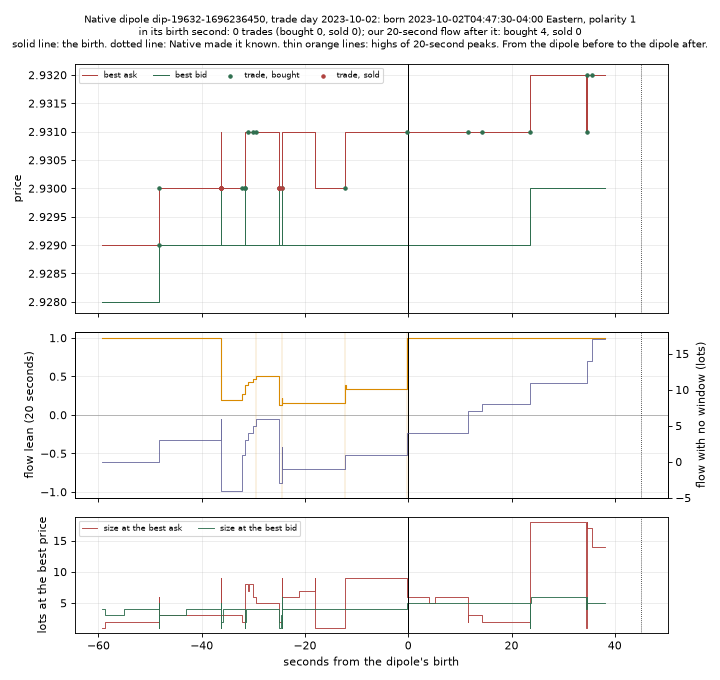 Native dipole dip-19632-1696236450, trade day 2023-10-02: born 2023-10-02T04:47:30-04:00 Eastern, polarity 1
in its birth second: 0 trades (bought 0, sold 0); our 20-second flow after it: bought 4, sold 0
solid line: the birth. dotted line: Native made it known. thin orange lines: highs of 20-second peaks. From the dipole before to the dipole after.
best ask
best bid
trade, bought
trade, sold
2.9320
2.9315
2.9310
2.9305
2.9300
2.9295
2.9290
2.9285
2.9280
price
1.0
0.5
0.0
−0.5
−1.0
flow lean (20 seconds)
15
10
5
0
−5
flow with no window (lots)
size at the best ask
size at the best bid
15
10
5
lots at the best price
−60
−40
−20
0
20
40
seconds from the dipole's birth